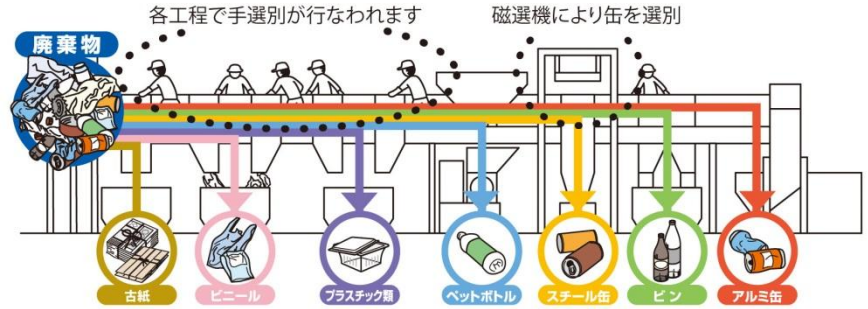 各工程で手選別が行なわれます
磁選機により缶を選別
廃棄物
古紙
ビニール
プラスチック類
ペットボトル
スチール缶
ビン
アルミ缶